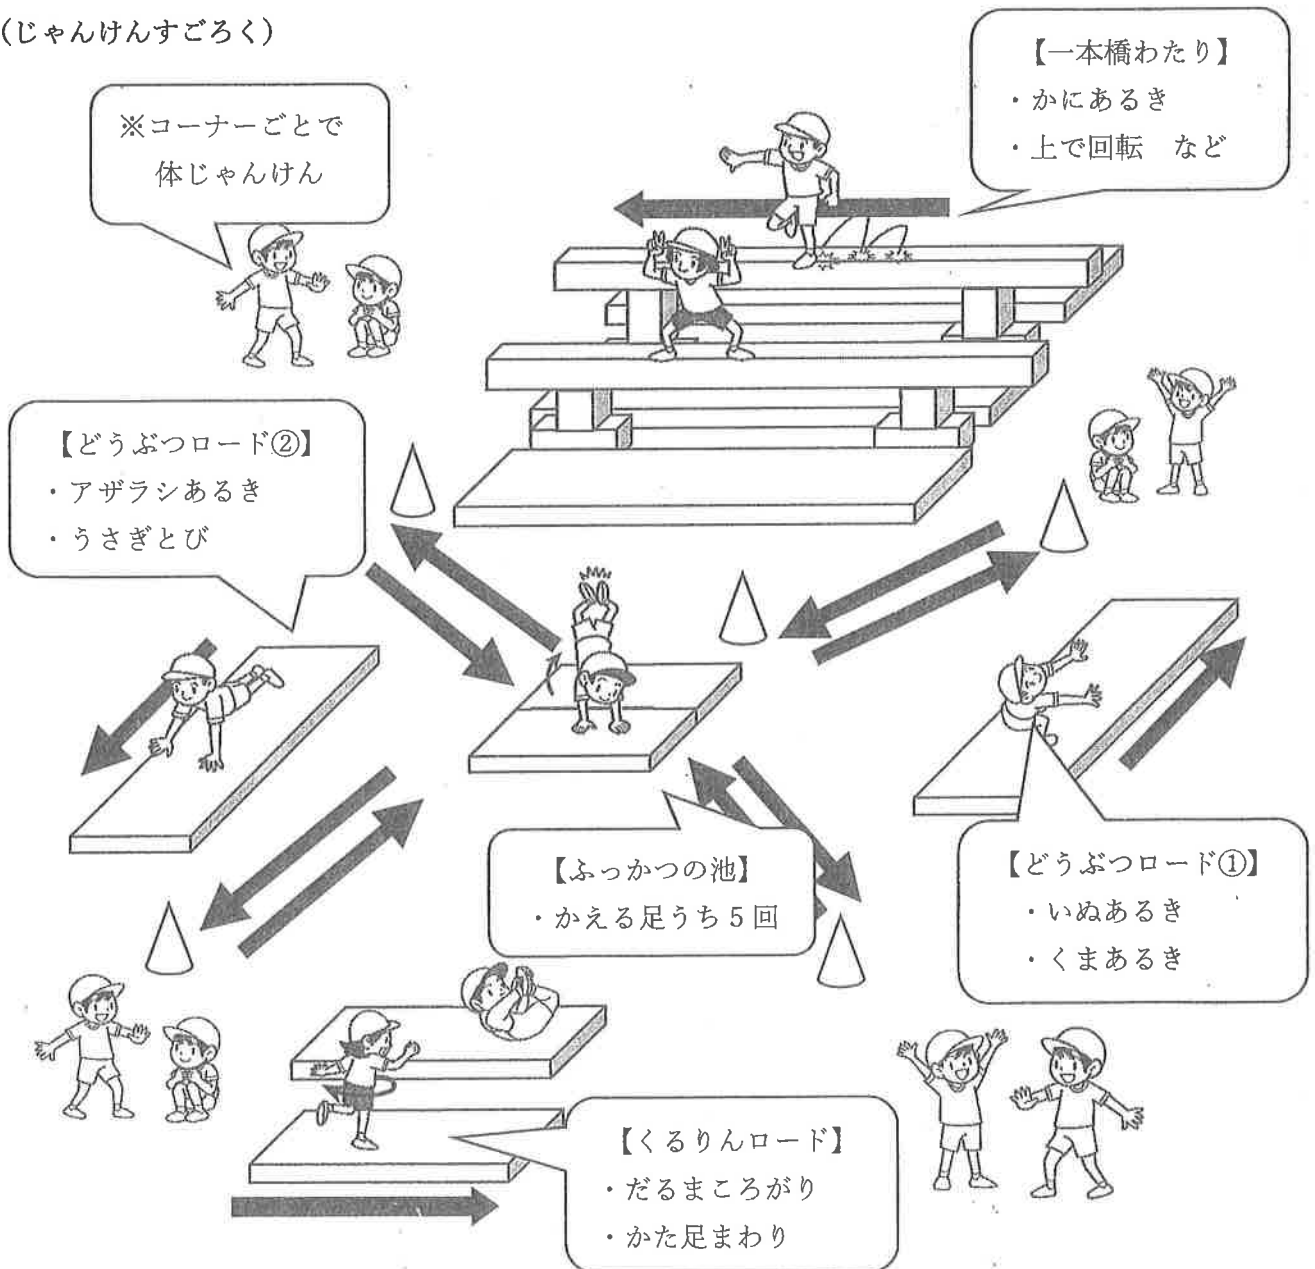 (じゃんけんすごろく)
【一本橋わたり】
・かにあるき
・上で回転　など
※コーナーごとで
体じゃんけん
【どうぶつロード②】
・アザラシあるき
・うさぎとび
【ふっかつの池】
・かえる足うち5回
【どうぶつロード①】
・いぬあるき
・くまあるき
【くるりんロード】
・だるまころがり
・かた足まわり